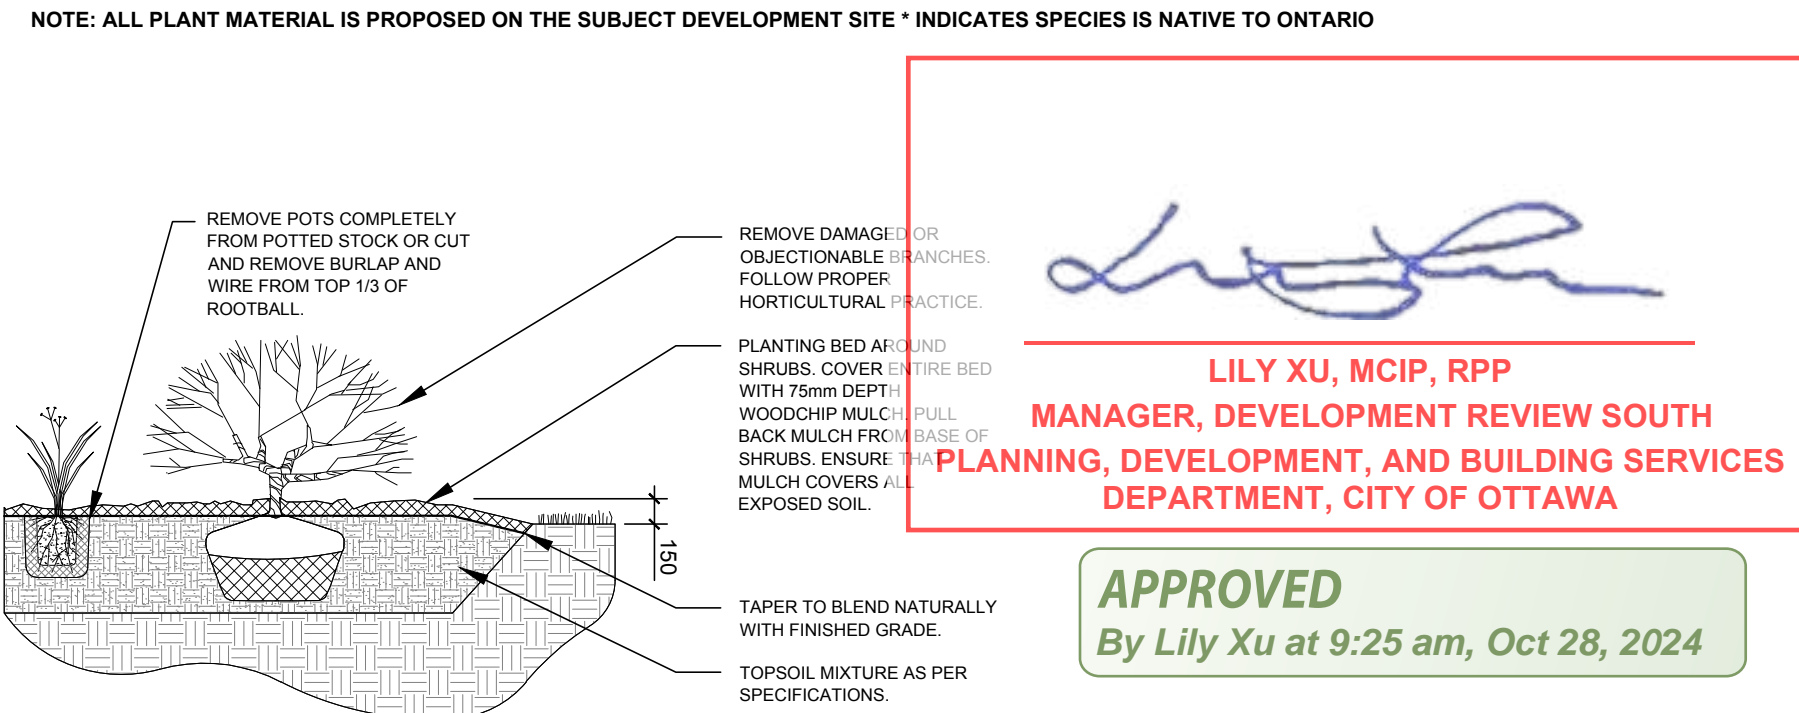 NOTE: ALL PLANT MATERIAL IS PROPOSED ON THE SUBJECT DEVELOPMENT SITE * INDICATES SPECIES IS NATIVE TO ONTARIO
REMOVE POTS COMPLETELY
FROM POTTED STOCK OR CUT
AND REMOVE BURLAP AND
WIRE FROM TOP 1/3 OF
ROOTBALL.
REMOVE DAMAGED OR
OBJECTIONABLE BRANCHES.
FOLLOW PROPER
HORTICULTURAL PRACTICE.
PLANTING BED AROUND
SHRUBS. COVER ENTIRE BED
WITH 75mm DEPTH
WOODCHIP MULCH. PULL
BACK MULCH FROM BASE OF
SHRUBS. ENSURE THAT
MULCH COVERS ALL
EXPOSED SOIL.
150
TAPER TO BLEND NATURALLY
WITH FINISHED GRADE.
TOPSOIL MIXTURE AS PER
SPECIFICATIONS.
LILY XU, MCIP, RPP
MANAGER, DEVELOPMENT REVIEW SOUTH
PLANNING, DEVELOPMENT, AND BUILDING SERVICES
DEPARTMENT, CITY OF OTTAWA
APPROVED
By Lily Xu at 9:25 am, Oct 28, 2024